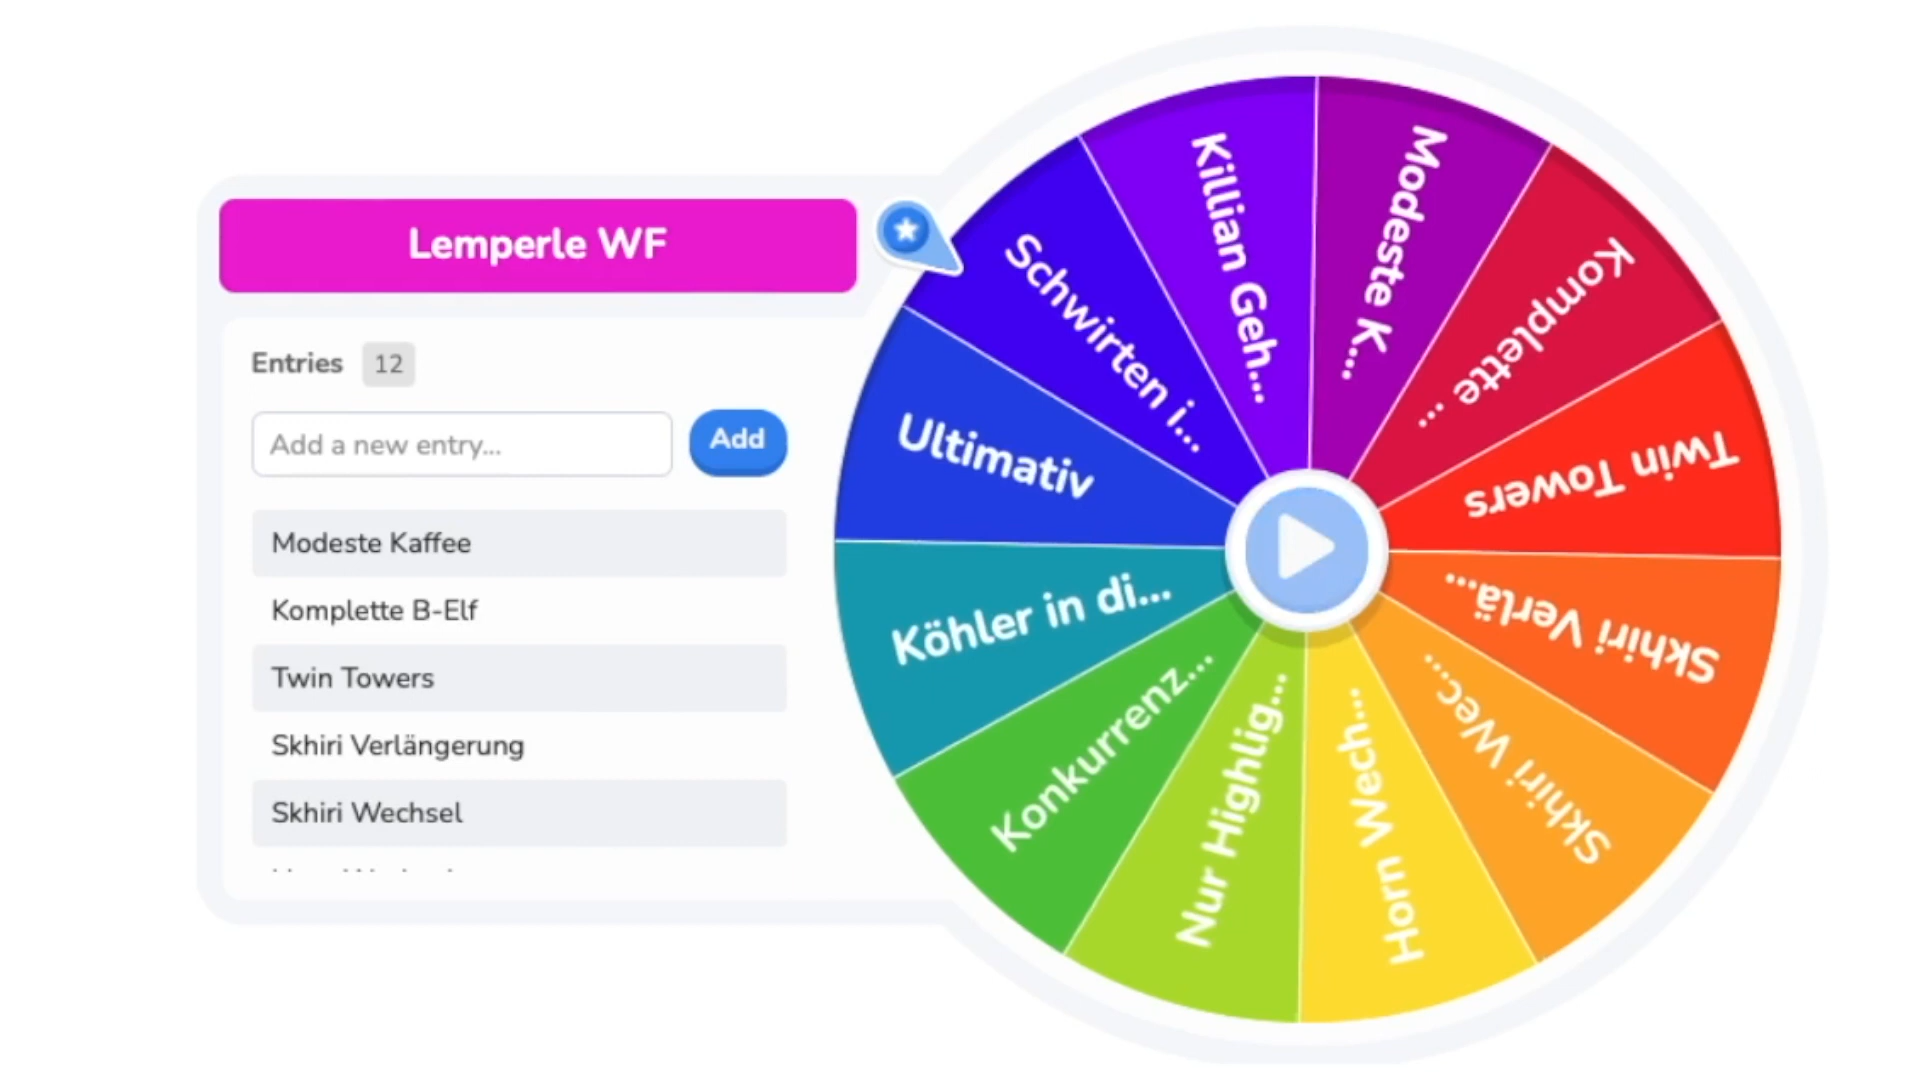 Lemperle WF
Entries 12
Add a new entry...
Add
Modeste Kaffee
Komplette B-Elf
Twin Towers
Skhiri Verlängerung
Skhiri Wechsel
Killian Geh...
Modeste K...
Komplette ...
Twin Towers
Skhiri Verlä...
Skhiri Wec...
Horn Wech...
Nur Highlig...
Konkurrenz...
Köhler in di...
Ultimativ
Schwirten i...